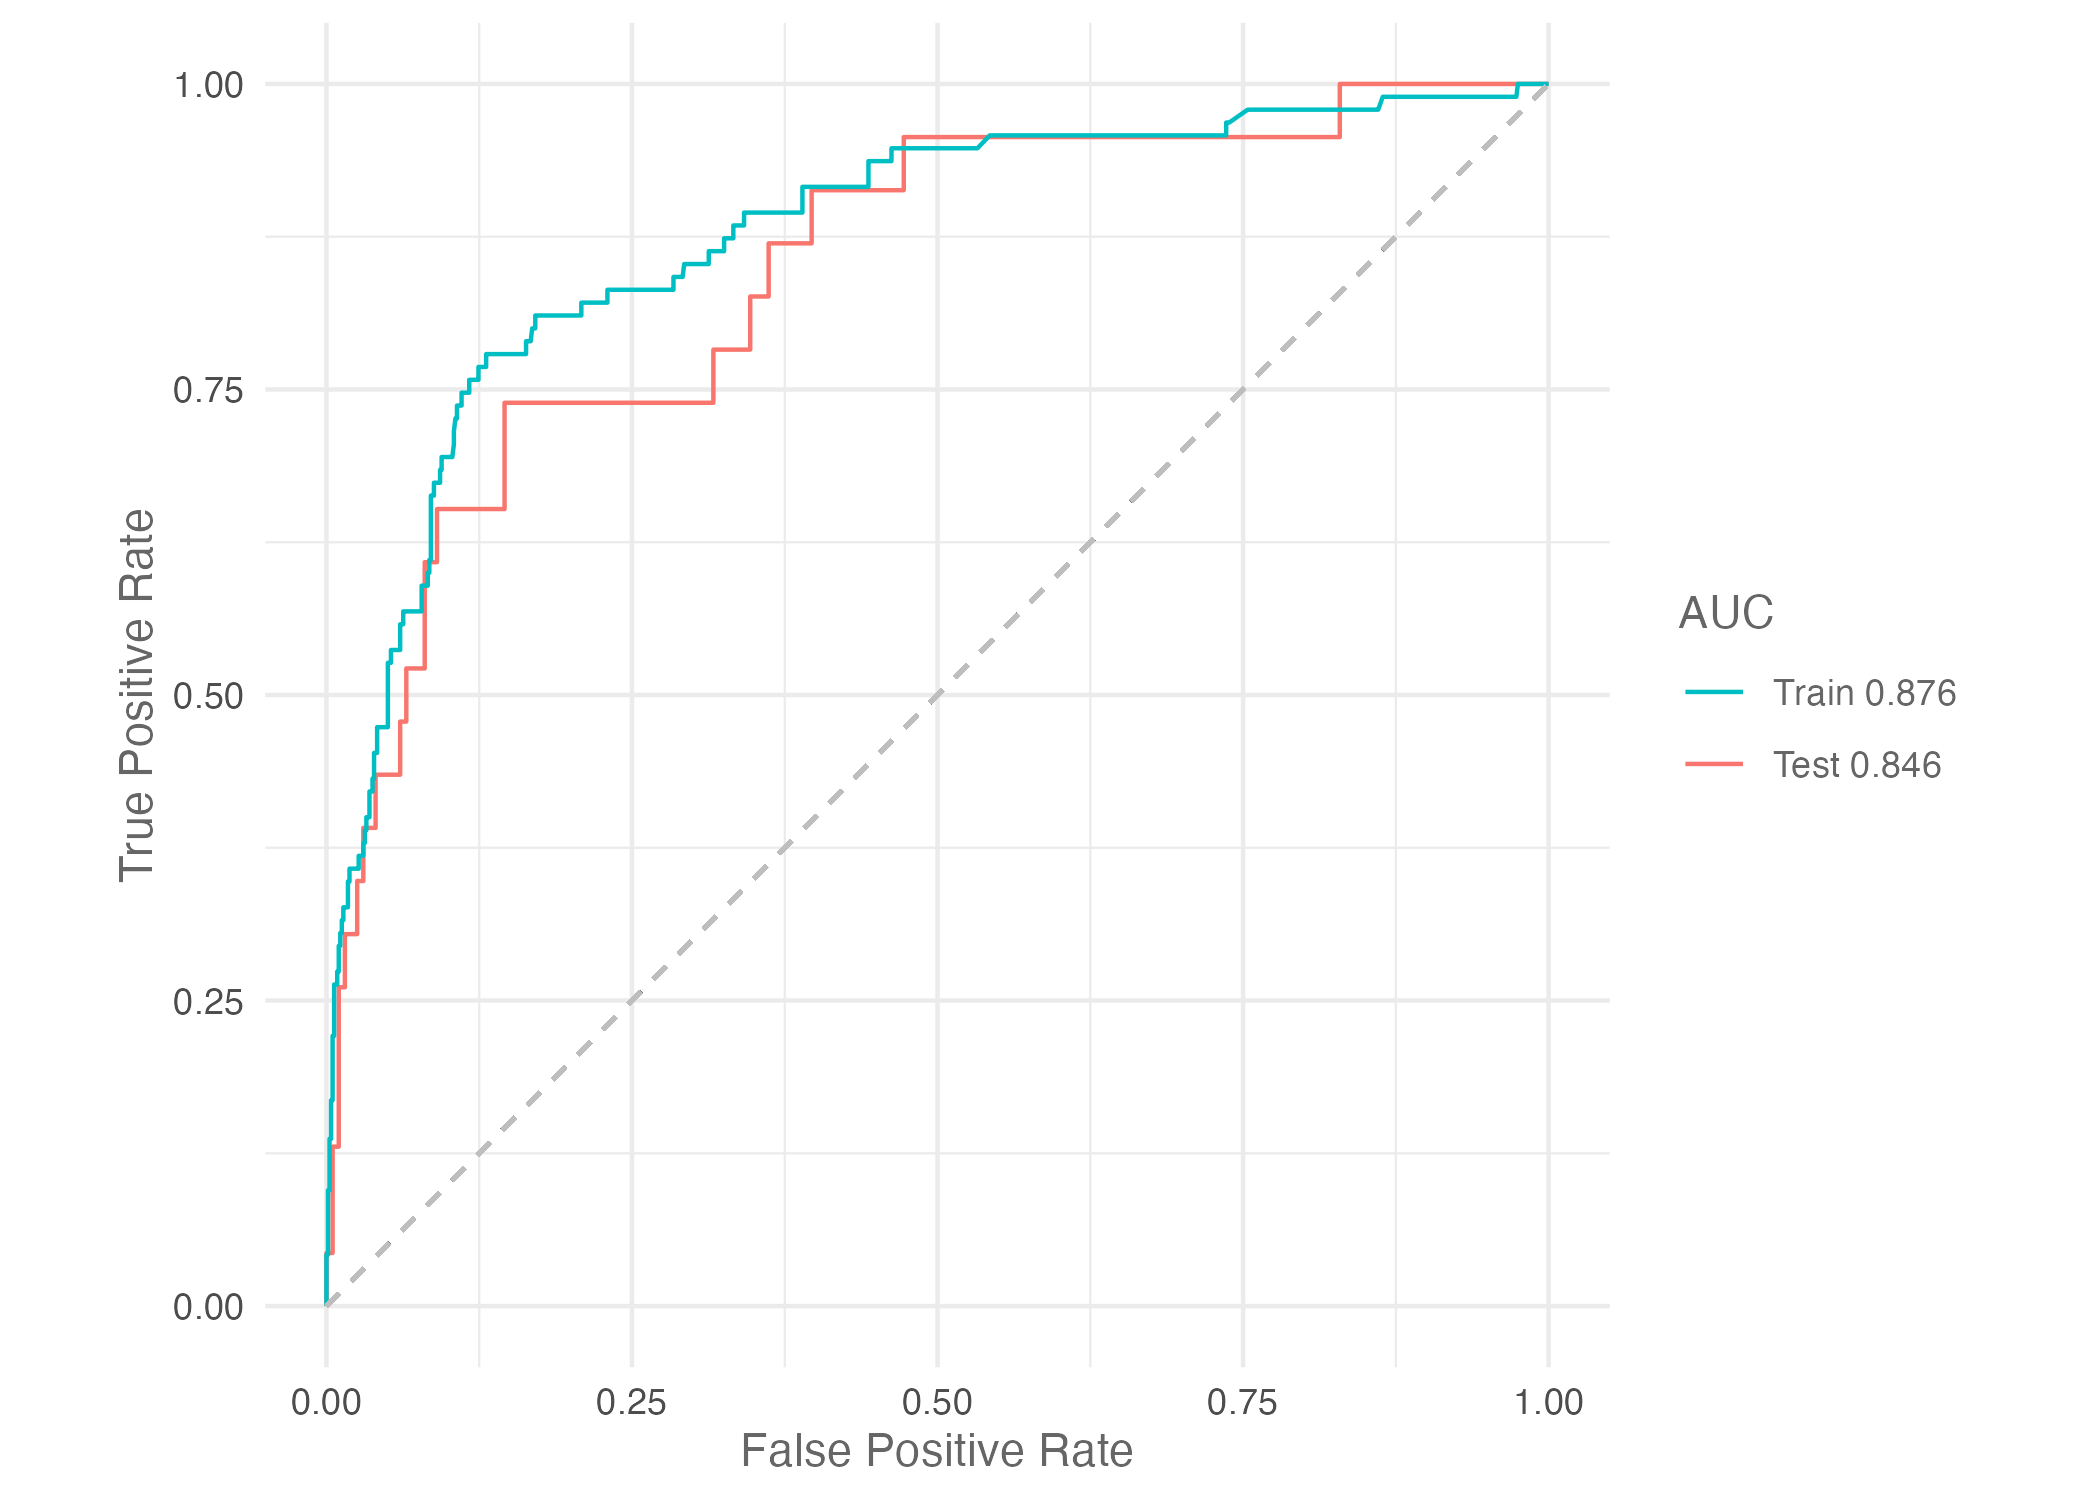 1.00
0.75
0.50
0.25
0.00
True Positive Rate
0.00 0.25 0.50 0.75 1.00
False Positive Rate
AUC
Train 0.876
Test 0.846